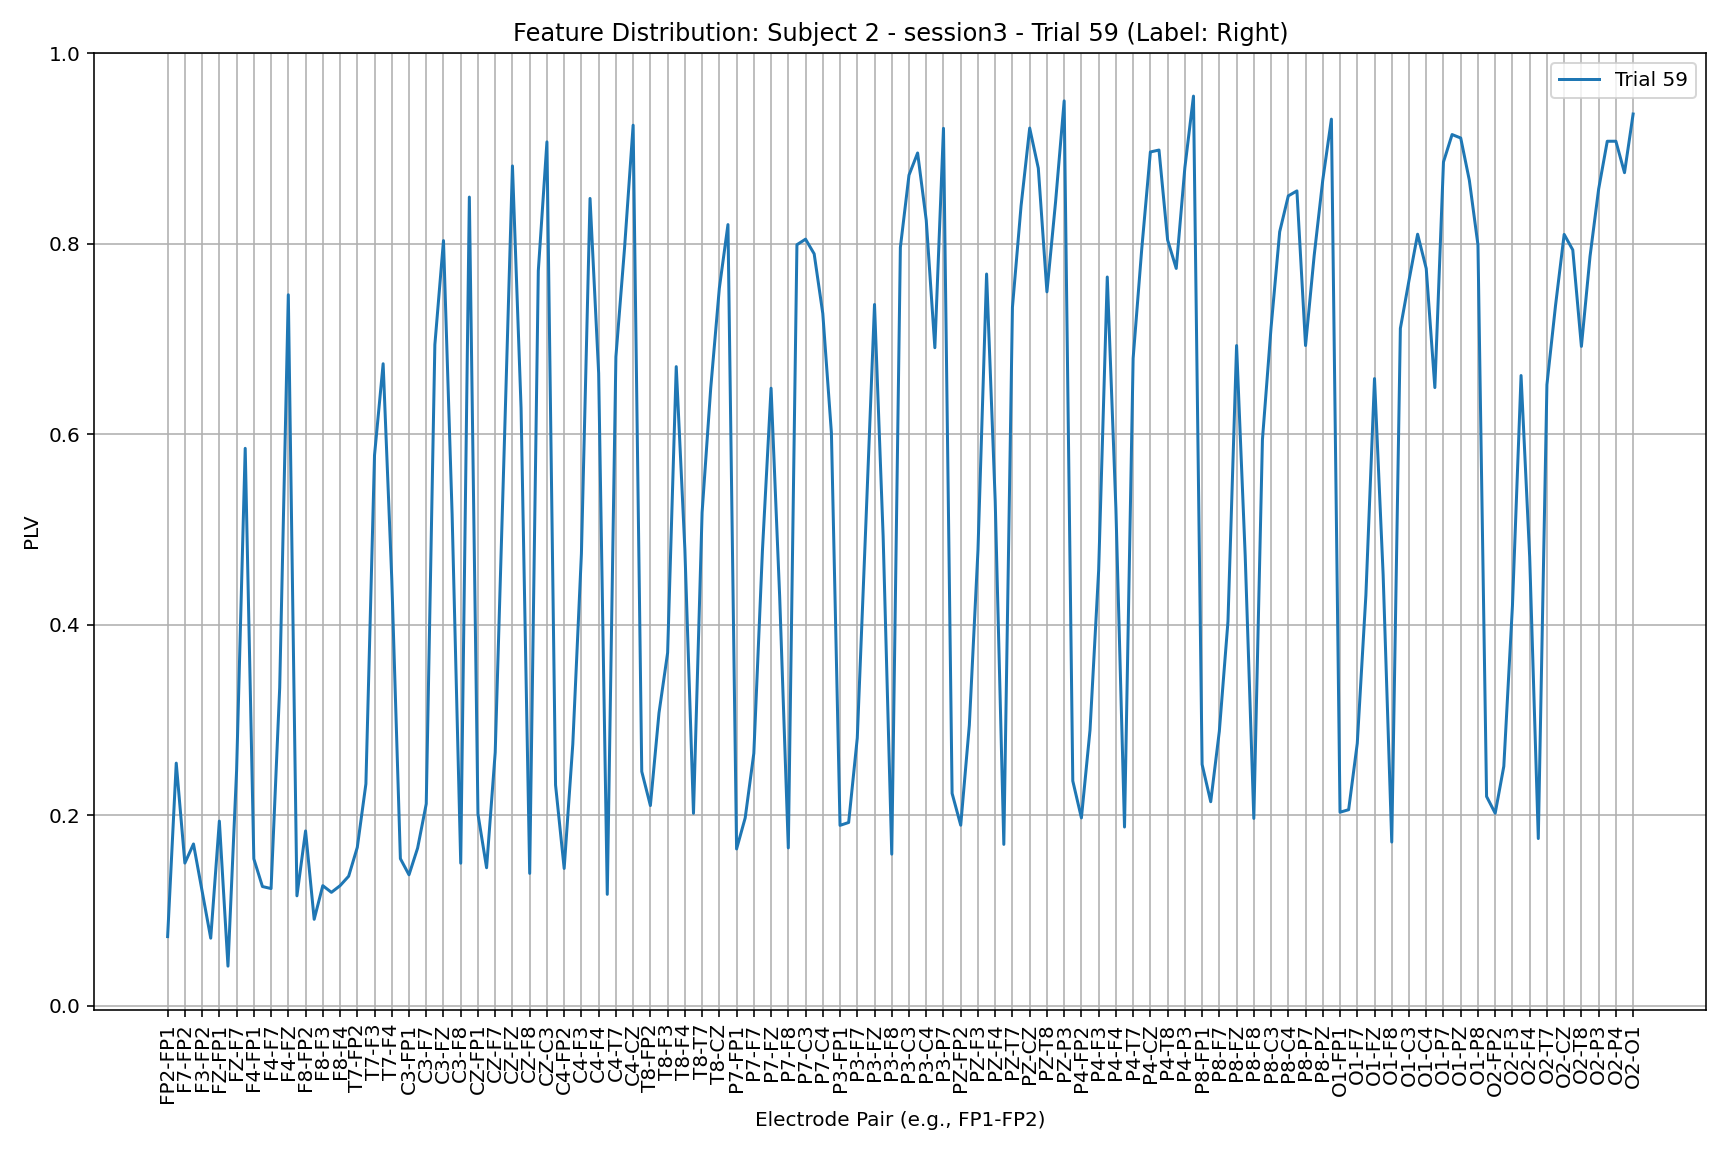 Feature Distribution: Subject 2 - session3 - Trial 59 (Label: Right)
Trial 59
PLV
1.0
0.8
0.6
0.4
0.2
0.0
FP2-FP1
F7-FP2
F3-FP2
FZ-FP1
FZ-F7
F4-FP1
F4-F7
F4-FZ
F8-FP2
F8-F3
F8-F4
T7-FP2
T7-F3
T7-F4
C3-FP1
C3-F7
C3-FZ
C3-F8
CZ-FP1
CZ-F7
CZ-FZ
CZ-F8
CZ-C3
C4-FP2
C4-F3
C4-F4
C4-T7
C4-CZ
T8-FP2
T8-F3
T8-F4
T8-T7
T8-CZ
P7-FP1
P7-F7
P7-FZ
P7-F8
P7-C3
P7-C4
P3-FP1
P3-F7
P3-FZ
P3-F8
P3-C3
P3-C4
P3-P7
PZ-FP2
PZ-F3
PZ-F4
PZ-T7
PZ-CZ
PZ-T8
PZ-P3
P4-FP2
P4-F3
P4-F4
P4-T7
P4-CZ
P4-T8
P4-P3
P8-FP1
P8-F7
P8-FZ
P8-F8
P8-C3
P8-C4
P8-P7
P8-PZ
O1-FP1
O1-F7
O1-FZ
O1-F8
O1-C3
O1-C4
O1-P7
O1-PZ
O1-P8
O2-FP2
O2-F3
O2-F4
O2-T7
O2-CZ
O2-T8
O2-P3
O2-P4
O2-O1
Electrode Pair (e.g., FP1-FP2)